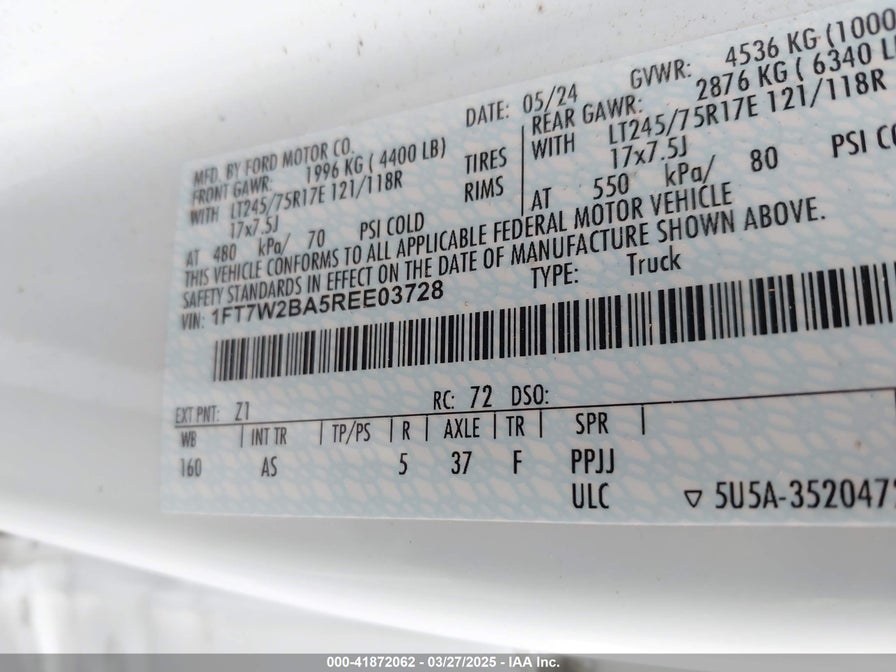 MFD. BY FORD MOTOR CO.
DATE: 05/24
GVWR: 4536 KG (1000
FRONT GAWR: 1996 KG ( 4400 LB)
REAR GAWR: 2876 KG ( 6340 L
WITH LT245/75R17E 121/118R TIRES
WITH LT245/75R17E 121/118R
17x7.5J RIMS
17x7.5J
AT 480 kPa/ 70 PSI COLD
AT 550 kPa/ 80 PSI CO
THIS VEHICLE CONFORMS TO ALL APPLICABLE FEDERAL MOTOR VEHICLE
SAFETY STANDARDS IN EFFECT ON THE DATE OF MANUFACTURE SHOWN ABOVE.
VIN: 1FT7W2BA5REE03728
TYPE: Truck
EXT PNT: Z1 RC: 72 DSO:
WB | INT TR | TP/PS | R | AXLE | TR | SPR |
160 AS 5 37 F PPJJ
ULC ▽ 5U5A-3520472
000-41872062 - 03/27/2025 - IAA Inc.